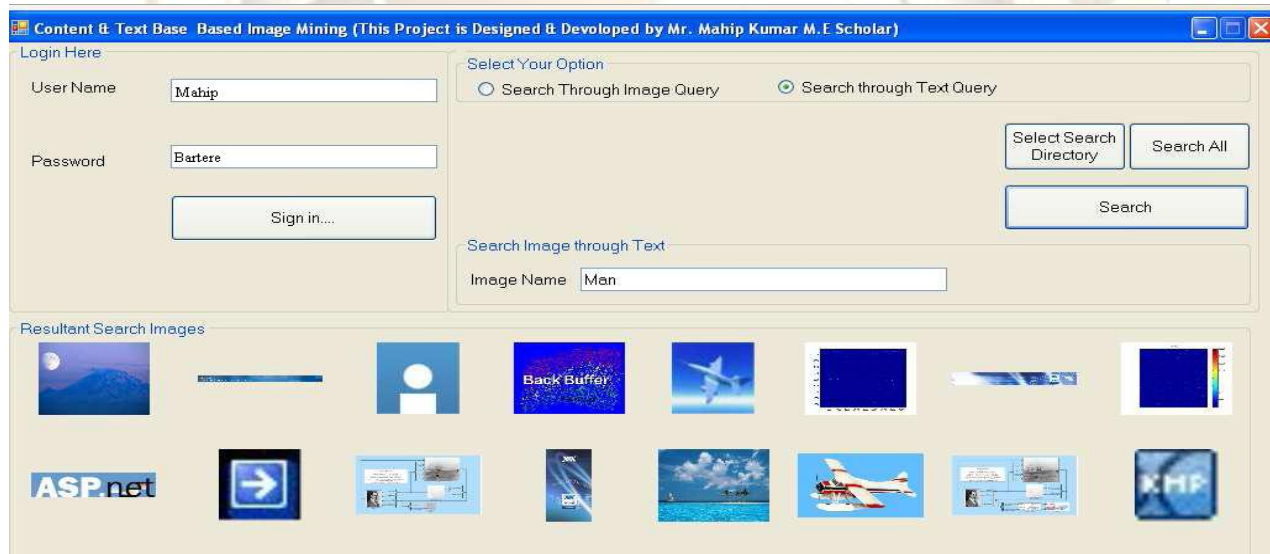 Content & Text Base Based Image Mining (This Project is Designed & Devoloped by Mr. Mahip Kumar M.E Scholar)
Login Here
User Name
Mahip
Password
Bartere
Sign in....
Select Your Option
Search Through Image Query
Search through Text Query
Select Search
Directory
Search All
Search
Search Image through Text
Image Name
Man
Resultant Search Images
Back Buffer
ASP.net
KMP